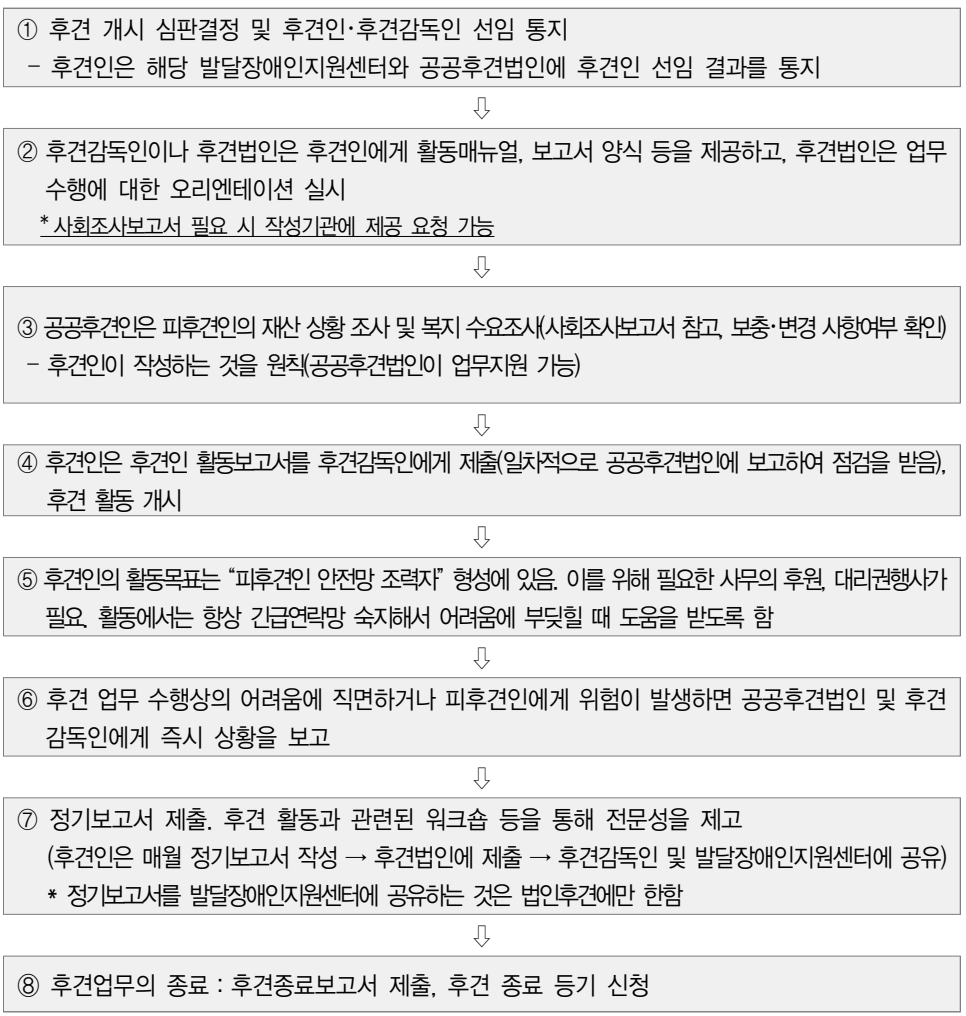 ① 후견 개시 심판결정 및 후견인･후견감독인 선임 통지
- 후견인은 해당 발달장애인지원센터와 공공후견법인에 후견인 선임 결과를 통지
⇩
② 후견감독인이나 후견법인은 후견인에게 활동매뉴얼, 보고서 양식 등을 제공하고, 후견법인은 업무
수행에 대한 오리엔테이션 실시
* 사회조사보고서 필요 시 작성기관에 제공 요청 가능
⇩
③ 공공후견인은 피후견인의 재산 상황 조사 및 복지 수요조사(사회조사보고서 참고, 보충･변경 사항여부 확인)
- 후견인이 작성하는 것을 원칙(공공후견법인이 업무지원 가능)
⇩
④ 후견인은 후견인 활동보고서를 후견감독인에게 제출(일차적으로 공공후견법인에 보고하여 점검을 받음),
후견 활동 개시
⇩
⑤ 후견인의 활동목표는 “피후견인 안전망 조력자” 형성에 있음. 이를 위해 필요한 사무의 후원, 대리권행사가
필요. 활동에서는 항상 긴급연락망 숙지해서 어려움에 부딪힐 때 도움을 받도록 함
⇩
⑥ 후견 업무 수행상의 어려움에 직면하거나 피후견인에게 위험이 발생하면 공공후견법인 및 후견
감독인에게 즉시 상황을 보고
⇩
⑦ 정기보고서 제출. 후견 활동과 관련된 워크숍 등을 통해 전문성을 제고
(후견인은 매월 정기보고서 작성 → 후견법인에 제출 → 후견감독인 및 발달장애인지원센터에 공유)
* 정기보고서를 발달장애인지원센터에 공유하는 것은 법인후견에만 한함
⇩
⑧ 후견업무의 종료 : 후견종료보고서 제출, 후견 종료 등기 신청